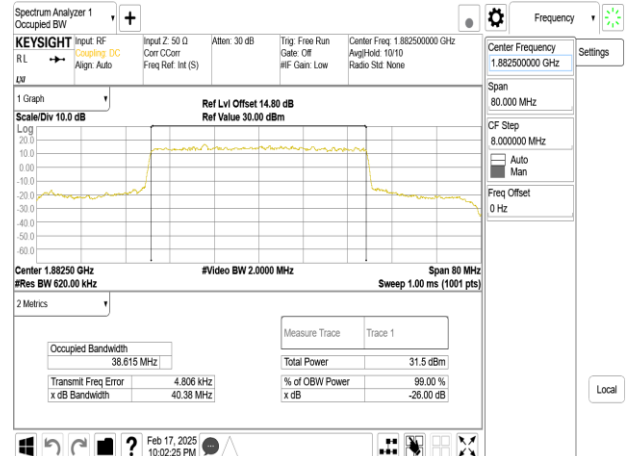 Spectrum Analyzer 1
Occupied BW
Frequency
KEYSIGHT
RL
LXI
Input: RF
Coupling: DC
Align: Auto
Input Z: 50 Ω
Corr CCorr
Freq Ref: Int (S)
Atten: 30 dB
Trig: Free Run
Gate: Off
#IF Gain: Low
Center Freq: 1.882500000 GHz
Avg|Hold: 10/10
Radio Std: None
Center Frequency
1.882500000 GHz
Settings
Span
80.000 MHz
CF Step
8.000000 MHz
Auto
Man
Freq Offset
0 Hz
Local
1 Graph
Scale/Div 10.0 dB
Ref Lvl Offset 14.80 dB
Ref Value 30.00 dBm
Log
20.0
10.0
0.00
-10.0
-20.0
-30.0
-40.0
-50.0
-60.0
Center 1.88250 GHz
#Res BW 620.00 kHz
#Video BW 2.0000 MHz
Span 80 MHz
Sweep 1.00 ms (1001 pts)
2 Metrics
Measure Trace Trace 1
Occupied Bandwidth
38.615 MHz
Total Power 31.5 dBm
Transmit Freq Error 4.806 kHz
% of OBW Power 99.00 %
x dB Bandwidth 40.38 MHz
x dB -26.00 dB
Feb 17, 2025
10:02:25 PM